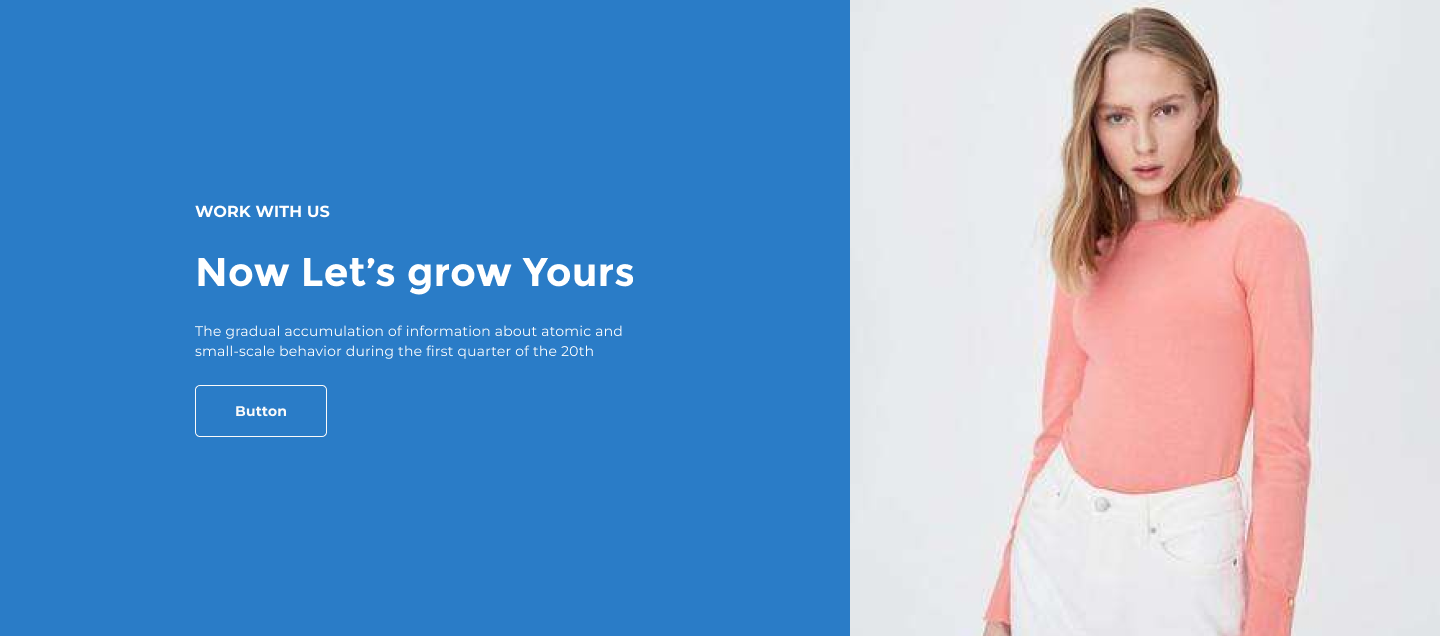 WORK WITH US
Now Let’s grow Yours
The gradual accumulation of information about atomic and
small-scale behavior during the first quarter of the 20th
Button